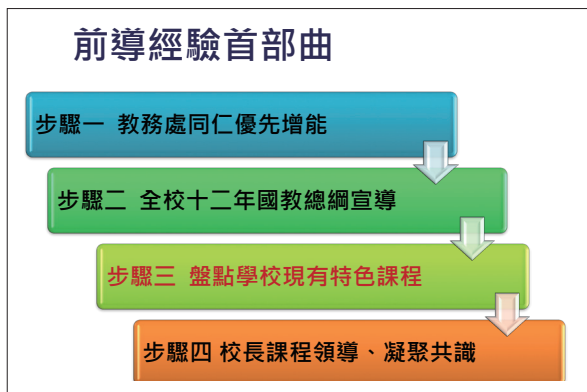 前導經驗首部曲
步驟一 教務處同仁優先增能
步驟二 全校十二年國教總綱宣導
步驟三 盤點學校現有特色課程
步驟四 校長課程領導、凝聚共識